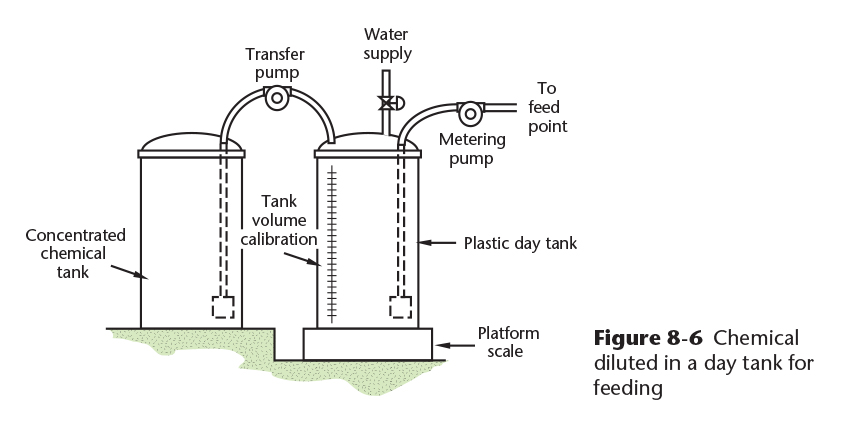 Water
supply
Transfer
pump
To
feed
point
Metering
pump
Tank
volume
calibration
Concentrated
chemical
tank
Plastic day tank
Platform
scale
Figure 8-6 Chemical
diluted in a day tank for
feeding